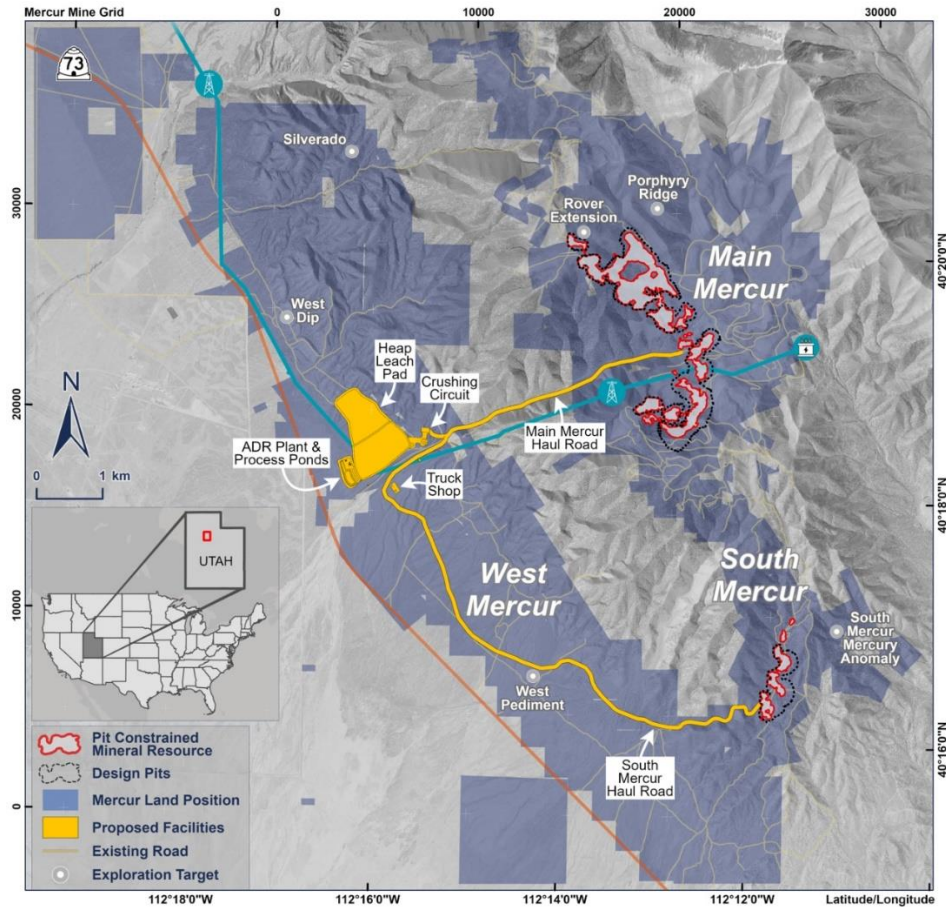 Mercur Mine Grid
0
10000
20000
30000
73
30000
20000
10000
0
Silverado
Porphyry
Ridge
Rover
Extension
Main
Mercur
40°20'0"N
West
Dip
Heap
Leach
Pad
Crushing
Circuit
N
0
1 km
ADR Plant &
Process Ponds
Main Mercur
Haul Road
Truck
Shop
40°18'0"N
UTAH
West
Mercur
South
Mercur
South
Mercur
Mercury
Anomaly
West
Pediment
40°16'0"N
South
Mercur
Haul Road
Pit Constrained
Mineral Resource
Design Pits
Mercur Land Position
Proposed Facilities
Existing Road
Exploration Target
112°18'0"W
112°16'0"W
112°14'0"W
112°12'0"W
Latitude/Longitude